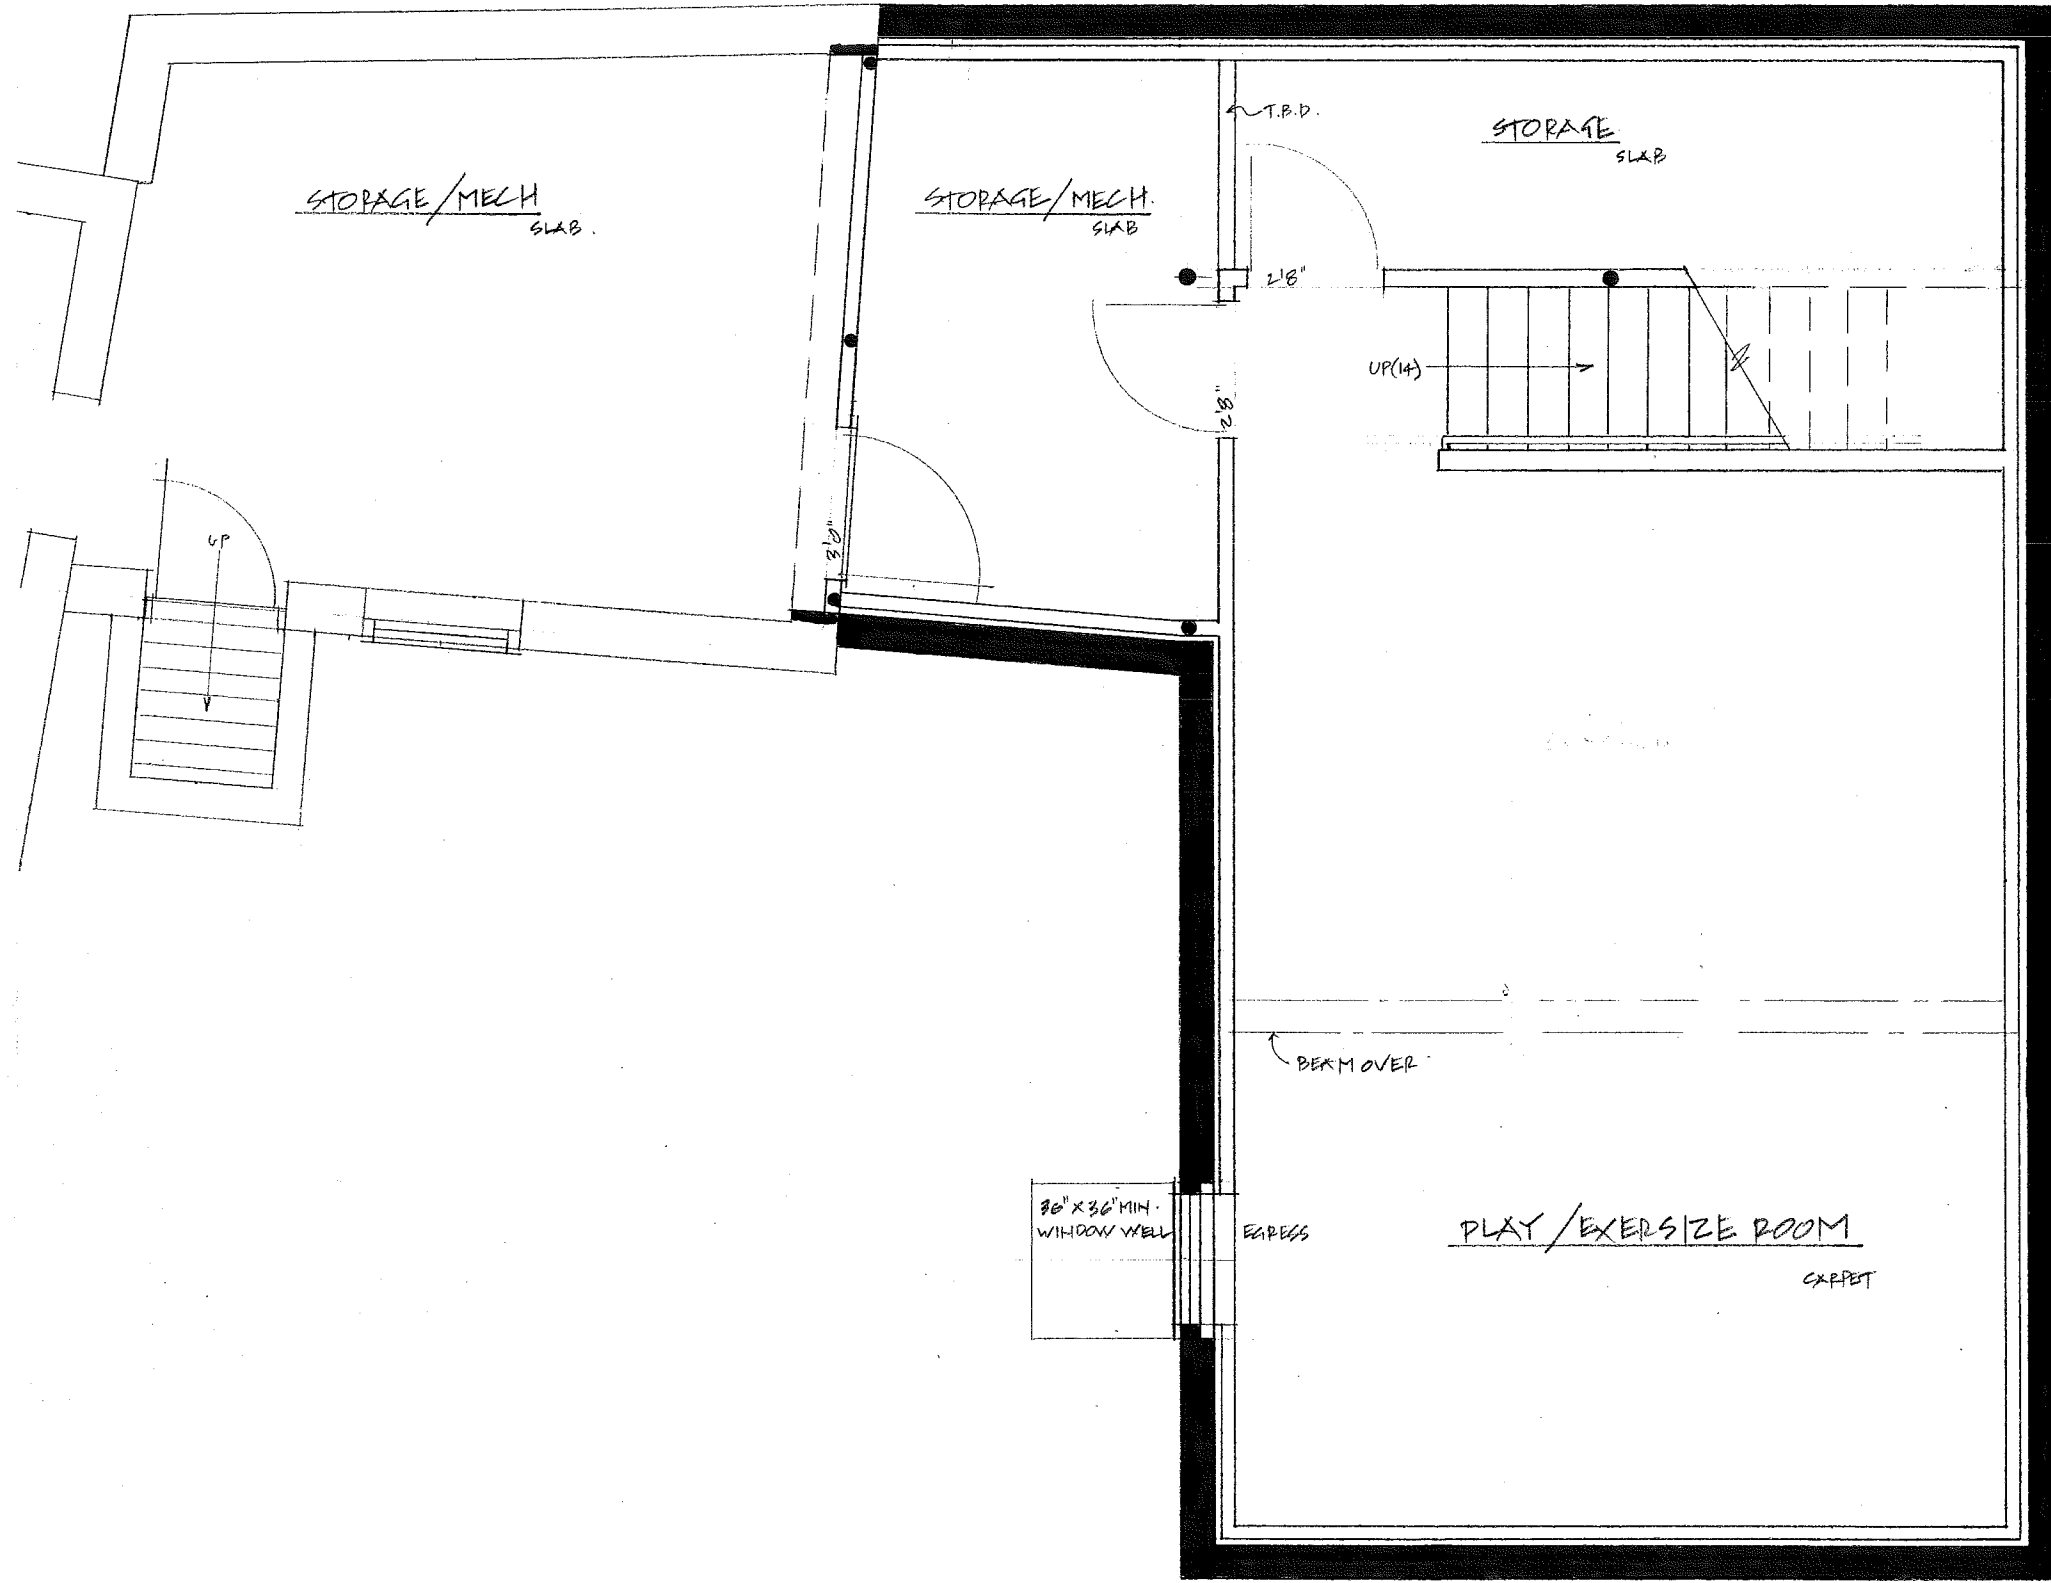 T.B.D.
STORAGE
SLAB
STORAGE/MECH
SLAB.
STORAGE/MECH.
SLAB
2'8"
UP(14)
2'8"
3'0"
UP
BEAM OVER
36"X36"MIN.
WINDOW WELL
EGRESS
PLAY/EXERSIZE ROOM
CARPET